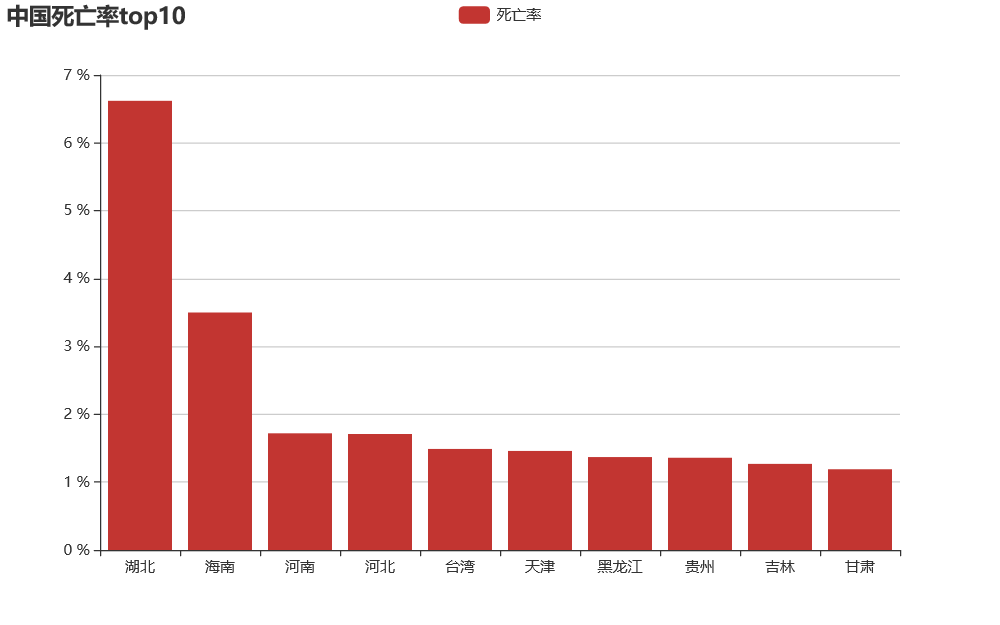 中国死亡率top10
死亡率
7 %
6 %
5 %
4 %
3 %
2 %
1 %
0 %
湖北 海南 河南 河北 台湾 天津 黑龙江 贵州 吉林 甘肃